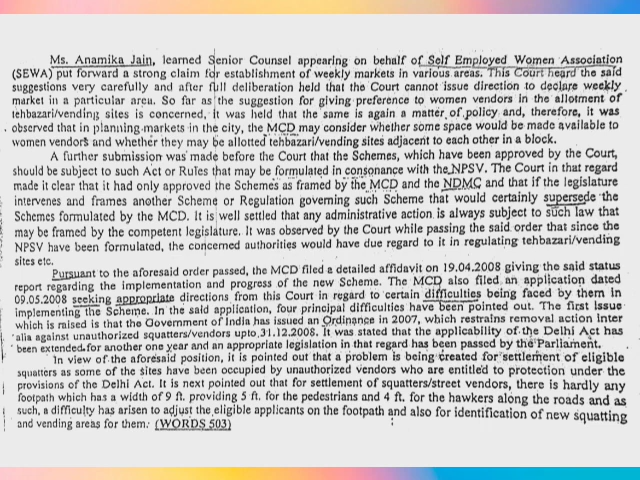 Ms. Anamika Jain, learned Senior Counsel appearing on behalf of Self Employed Women Association
(SEWA) put forward a strong claim for establishment of weekly markets in various areas. This Court heard the said
suggestions very carefully and after full deliberation held that the Court cannot issue direction to declare weekly
market in a particular area. So far as the suggestion for giving preference to women vendors in the allotment of
tehbazari/vending sites is concerned, it was held that the same is again a matter of policy and, therefore, it was
observed that in planning markets in the city, the MCD may consider whether some space would be made available to
women vendors and whether they may be allotted tehbazari/vending sites adjacent to each other in a block.
A further submission was made before the Court that the Schemes, which have been approved by the Court,
should be subject to such Act or Rules that may be formulated in consonance with the NPSV. The Court in that regard
made it clear that it had only approved the Schemes as framed by the MCD and the NDMC and that if the legislature
intervenes and frames another Scheme or Regulation governing such Scheme that would certainly supersede the
Schemes formulated by the MCD. It is well settled that any administrative action is always subject to such law that
may be framed by the competent legislature. It was observed by the Court while passing the said order that since the
NPSV have been formulated, the concerned authorities would have due regard to it in regulating tehbazari/vending
sites etc.
Pursuant to the aforesaid order passed, the MCD filed a detailed affidavit on 19.04.2008 giving the said status
report regarding the implementation and progress of the new Scheme. The MCD also filed an application dated
09.05.2008 seeking appropriate directions from this Court in regard to certain difficulties being faced by them in
implementing the Scheme. In the said application, four principal difficulties have been pointed out. The first issue
which is raised is that the Government of India has issued an Ordinance in 2007, which restrains removal action inter
alia against unauthorized squatters/vendors upto 31.12.2008. It was stated that the applicability of the Delhi Act has
been extended for another one year and an appropriate legislation in that regard has been passed by the Parliament.
In view of the aforesaid position, it is pointed out that a problem is being created for settlement of eligible
squatters as some of the sites have been occupied by unauthorized vendors who are entitled to protection under the
provisions of the Delhi Act. It is next pointed out that for settlement of squatters/street vendors, there is hardly any
footpath which has a width of 9 ft. providing 5 ft. for the pedestrians and 4 ft. for the hawkers along the roads and as
such, a difficulty has arisen to adjust the eligible applicants on the footpath and also for identification of new squatting
and vending areas for them. (WORDS 503)